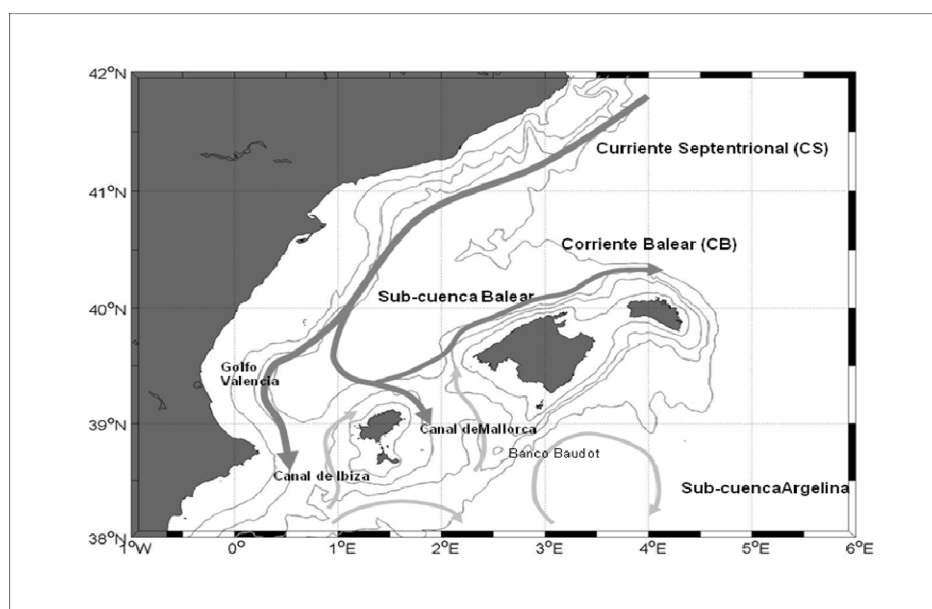 42°N
Curriente Septentrional (CS)
41°N
Corriente Balear (CB)
Sub-cuenca Balear
40°N
Golfo
Valencia
39°N
Canal deMallorca
Banco Baudot
Canal de Ibiza
Sub-cuencaArgelina
38°N
1°W 0° 1°E 2°E 3°E 4°E 5°E 6°E